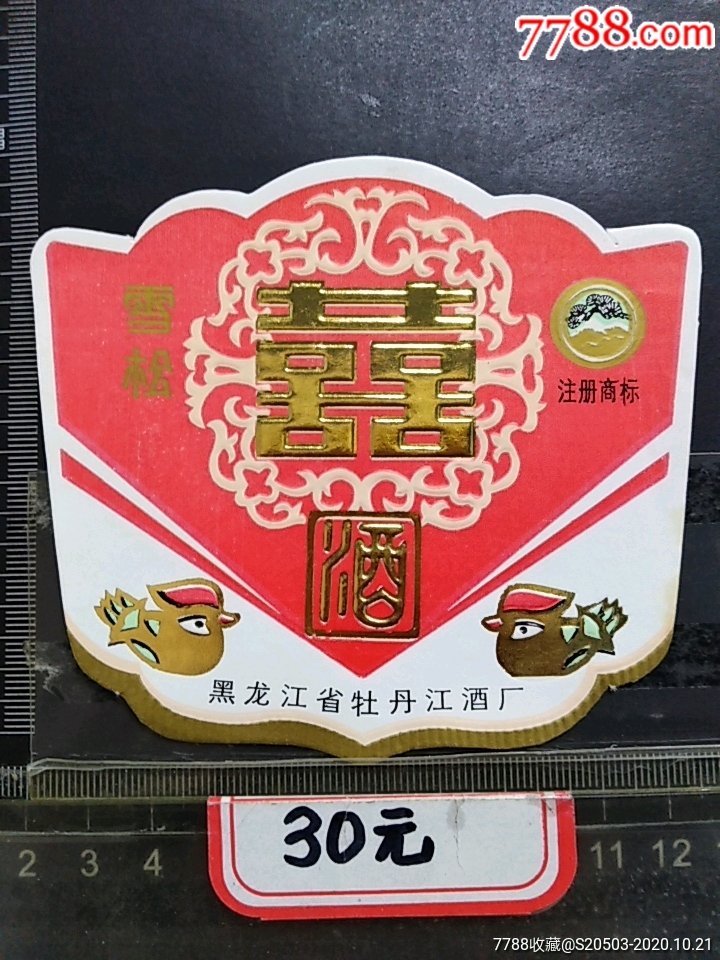 7788.com
雪松
囍
注册商标
酒
黑龙江省牡丹江酒厂
30元
2 3 4 11 12
7788收藏@S20503-2020.10.21